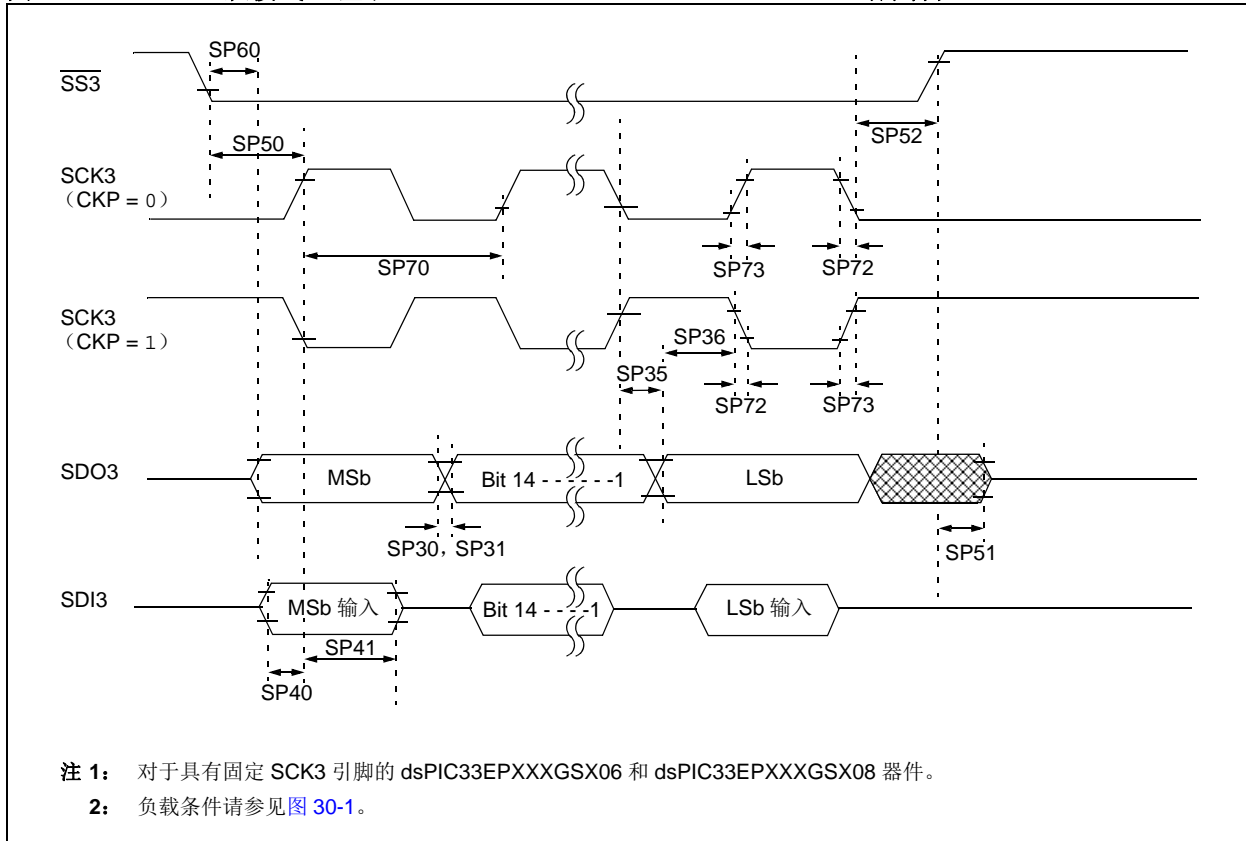 SP60
SS3
SP50
SP52
SCK3
（CKP = 0）
SP70
SP73
SP72
SCK3
（CKP = 1）
SP36
SP35
SP72
SP73
SDO3
MSb
Bit 14 - - - - - -1
LSb
SP30，SP31
SP51
SDI3
MSb 输入
Bit 14 - - - -1
LSb 输入
SP41
SP40
注 1： 对于具有固定 SCK3 引脚的 dsPIC33EPXXXGSX06 和 dsPIC33EPXXXGSX08 器件。
2： 负载条件请参见图 30-1。